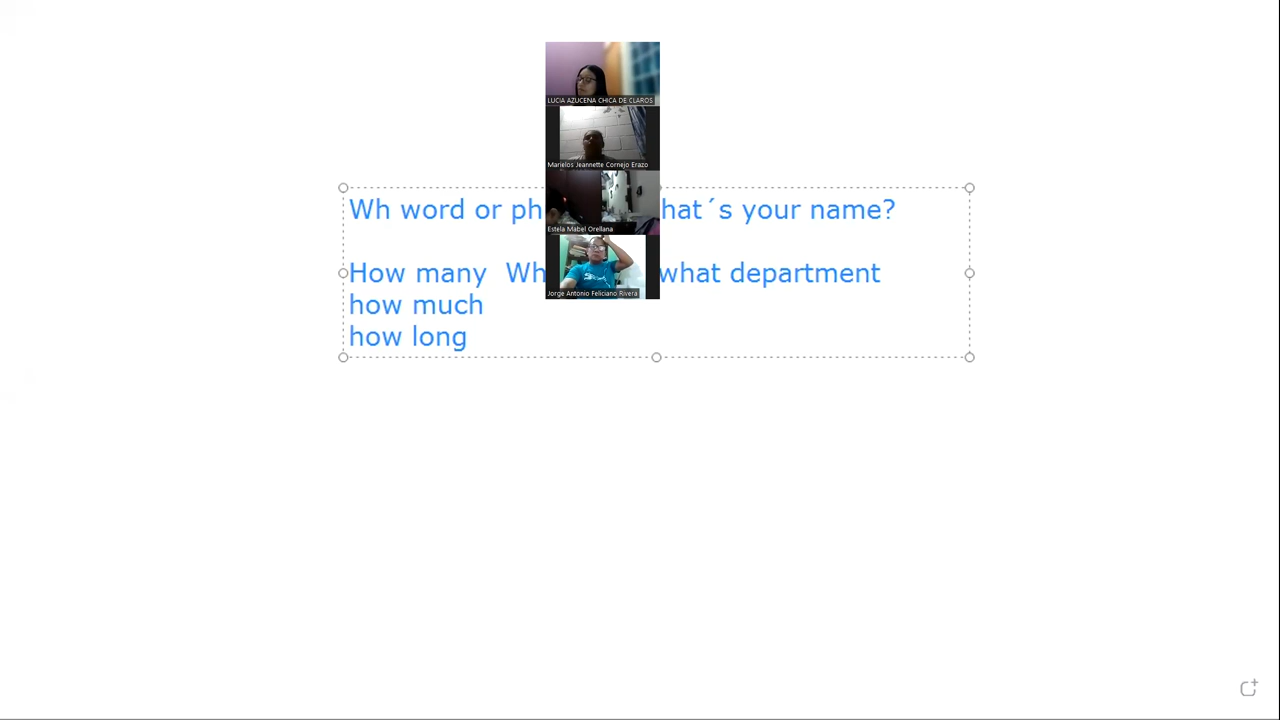 LUCIA AZUCENA CHICA DE CLAROS
Marielos Jeannette Cornejo Erazo
Wh word or ph hat´s your name?
Estela Mabel Orellana
How many Wh what department
Jorge Antonio Feliciano Rivera
how much
how long